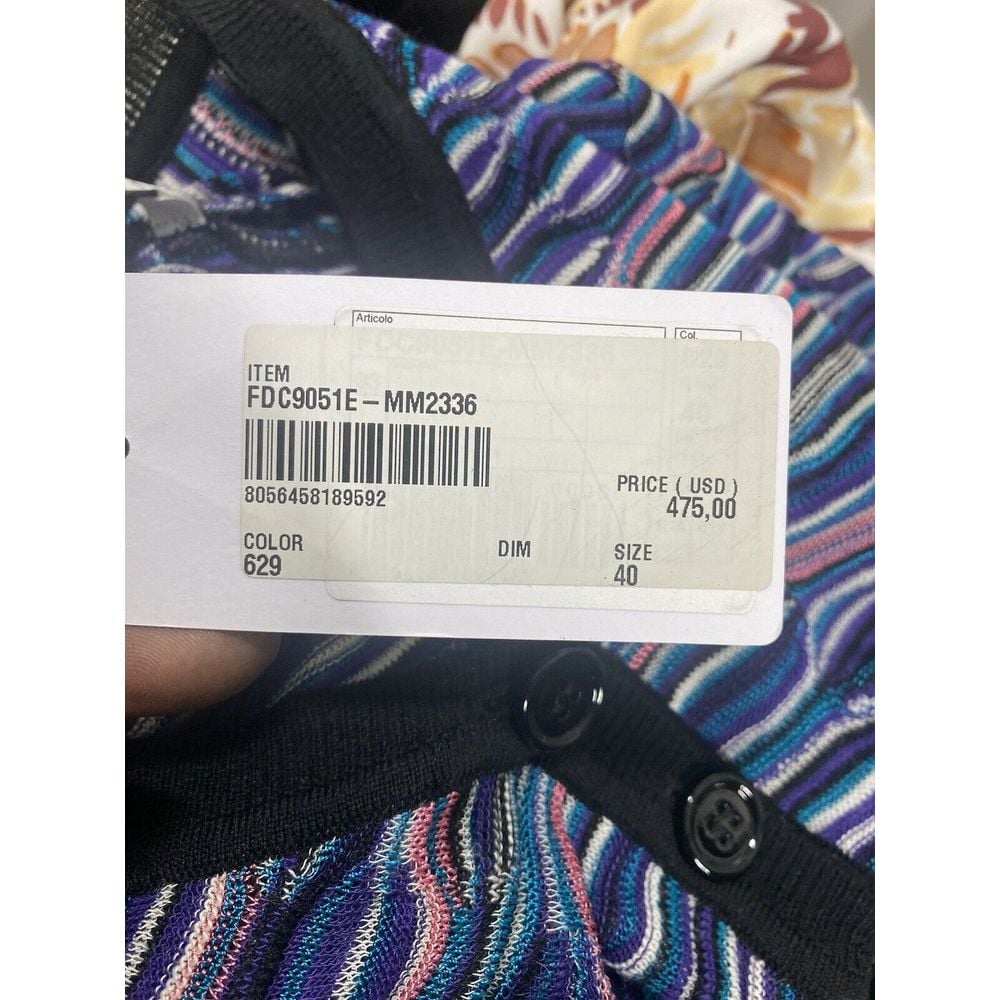 Articolo
Col.
ITEM
FDC9051E-MM2336
8056458189592
PRICE ( USD )
475,00
COLOR
629
DIM
SIZE
40